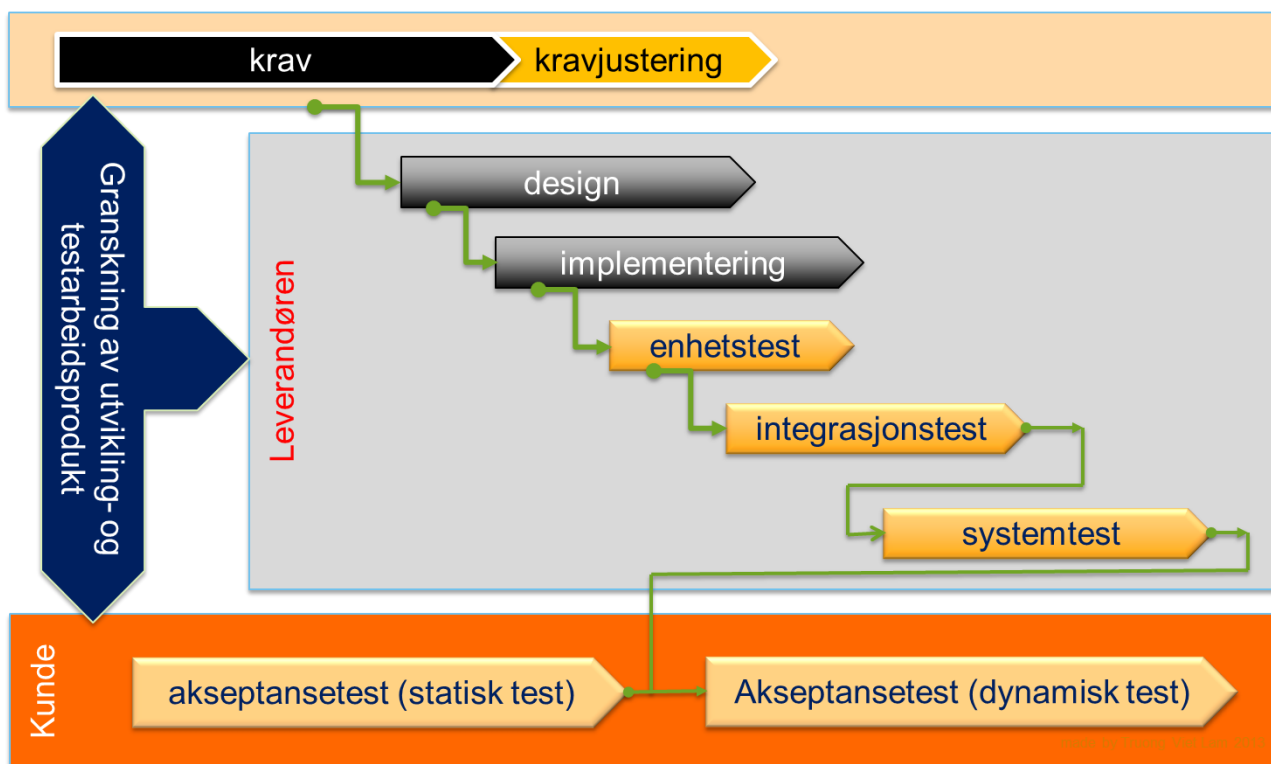 krav
kravjustering
Granskning av utvikling- og
testarbeidsprodukt
Leverandøren
design
implementering
enhetstest
integrasjonstest
systemtest
Kunde
akseptansetest (statisk test)
Akseptansetest (dynamisk test)